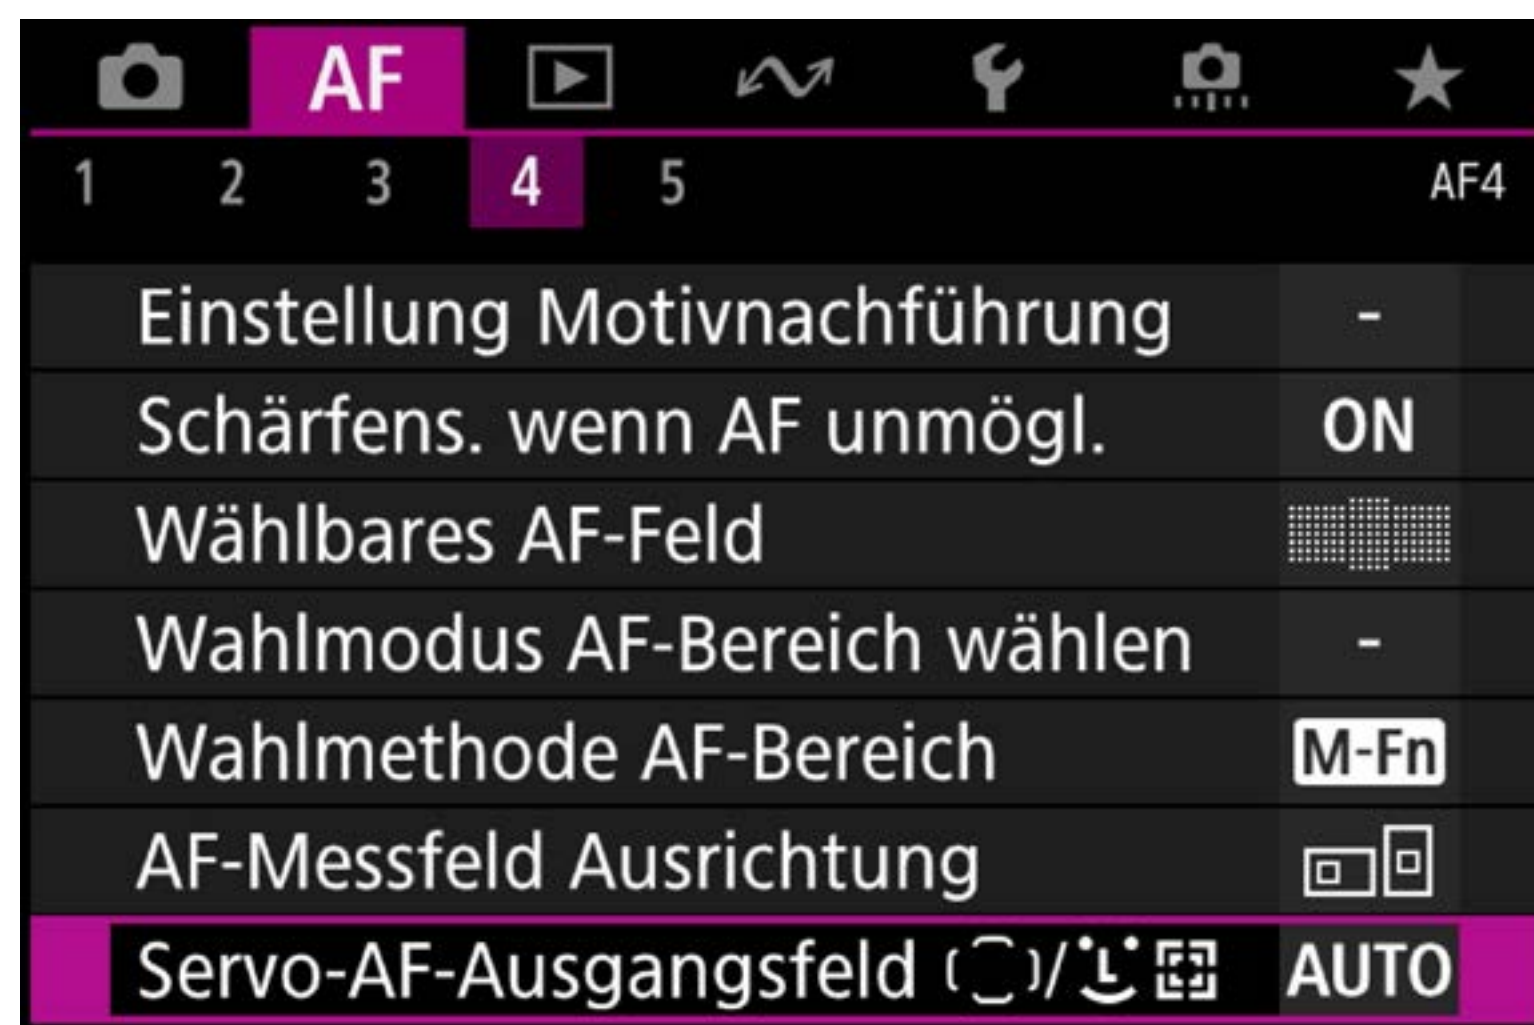 AF
1 2 3 4 5 AF4
Einstellung Motivnachführung -
Schärfens. wenn AF unmögl. ON
Wählbares AF-Feld
Wahlmodus AF-Bereich wählen -
Wahlmethode AF-Bereich M-Fn
AF-Messfeld Ausrichtung
Servo-AF-Ausgangsfeld ( )/ AUTO